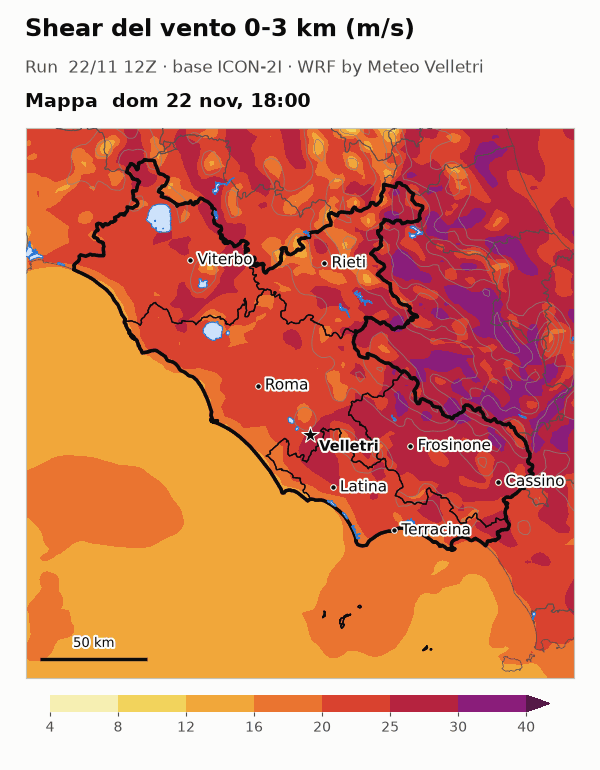 Shear del vento 0-3 km (m/s)
Run  22/11 12Z · base ICON-2I · WRF by Meteo Velletri
Mappa  dom 22 nov, 18:00
Viterbo
Rieti
Roma
Velletri
Frosinone
Latina
Cassino
Terracina
50 km
4 8 12 16 20 25 30 40